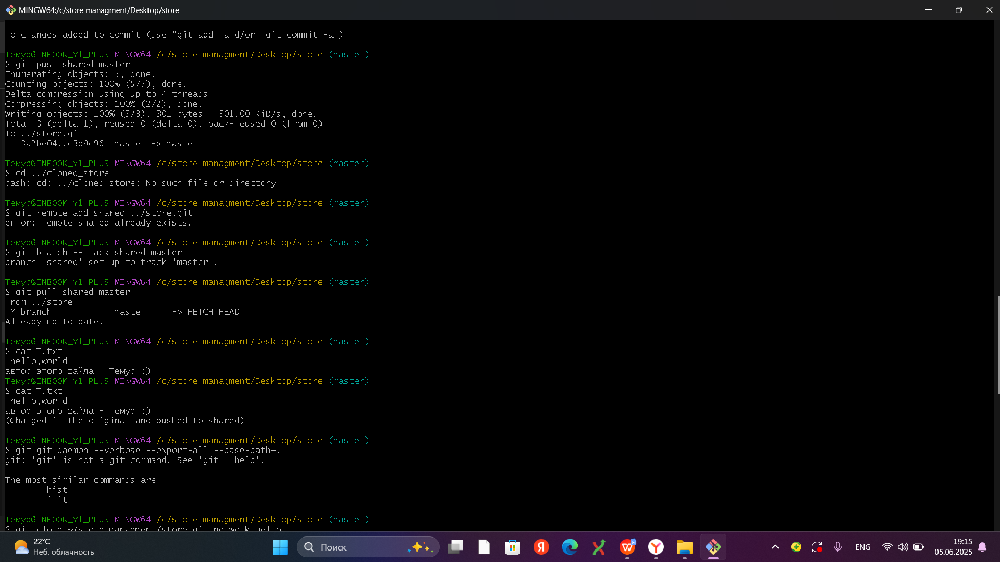 MINGW64:/c/store managment/Desktop/store
no changes added to commit (use "git add" and/or "git commit -a")
Темур@INBOOK_Y1_PLUS MINGW64 /c/store managment/Desktop/store (master)
$ git push shared master
Enumerating objects: 5, done.
Counting objects: 100% (5/5), done.
Delta compression using up to 4 threads
Compressing objects: 100% (2/2), done.
Writing objects: 100% (3/3), 301 bytes | 301.00 KiB/s, done.
Total 3 (delta 1), reused 0 (delta 0), pack-reused 0 (from 0)
To ../store.git
3a2be04..c3d9c96 master -> master
Темур@INBOOK_Y1_PLUS MINGW64 /c/store managment/Desktop/store (master)
$ cd ../cloned_store
bash: cd: ../cloned_store: No such file or directory
Темур@INBOOK_Y1_PLUS MINGW64 /c/store managment/Desktop/store (master)
$ git remote add shared ../store.git
error: remote shared already exists.
Темур@INBOOK_Y1_PLUS MINGW64 /c/store managment/Desktop/store (master)
$ git branch --track shared master
branch 'shared' set up to track 'master'.
Темур@INBOOK_Y1_PLUS MINGW64 /c/store managment/Desktop/store (master)
$ git pull shared master
From ../store
* branch master -> FETCH_HEAD
Already up to date.
Темур@INBOOK_Y1_PLUS MINGW64 /c/store managment/Desktop/store (master)
$ cat T.txt
hello,world
автор этого файла - Темур :)
Темур@INBOOK_Y1_PLUS MINGW64 /c/store managment/Desktop/store (master)
$ cat T.txt
hello,world
автор этого файла - Темур :)
(Changed in the original and pushed to shared)
Темур@INBOOK_Y1_PLUS MINGW64 /c/store managment/Desktop/store (master)
$ git git daemon --verbose --export-all --base-path=.
git: 'git' is not a git command. See 'git --help'.
The most similar commands are
hist
init
Темур@INBOOK_Y1_PLUS MINGW64 /c/store managment/Desktop/store (master)
$ git clone ~/store managment/store git network hello
22°C
Неб. облачность
Поиск
ENG
19:15
05.06.2025